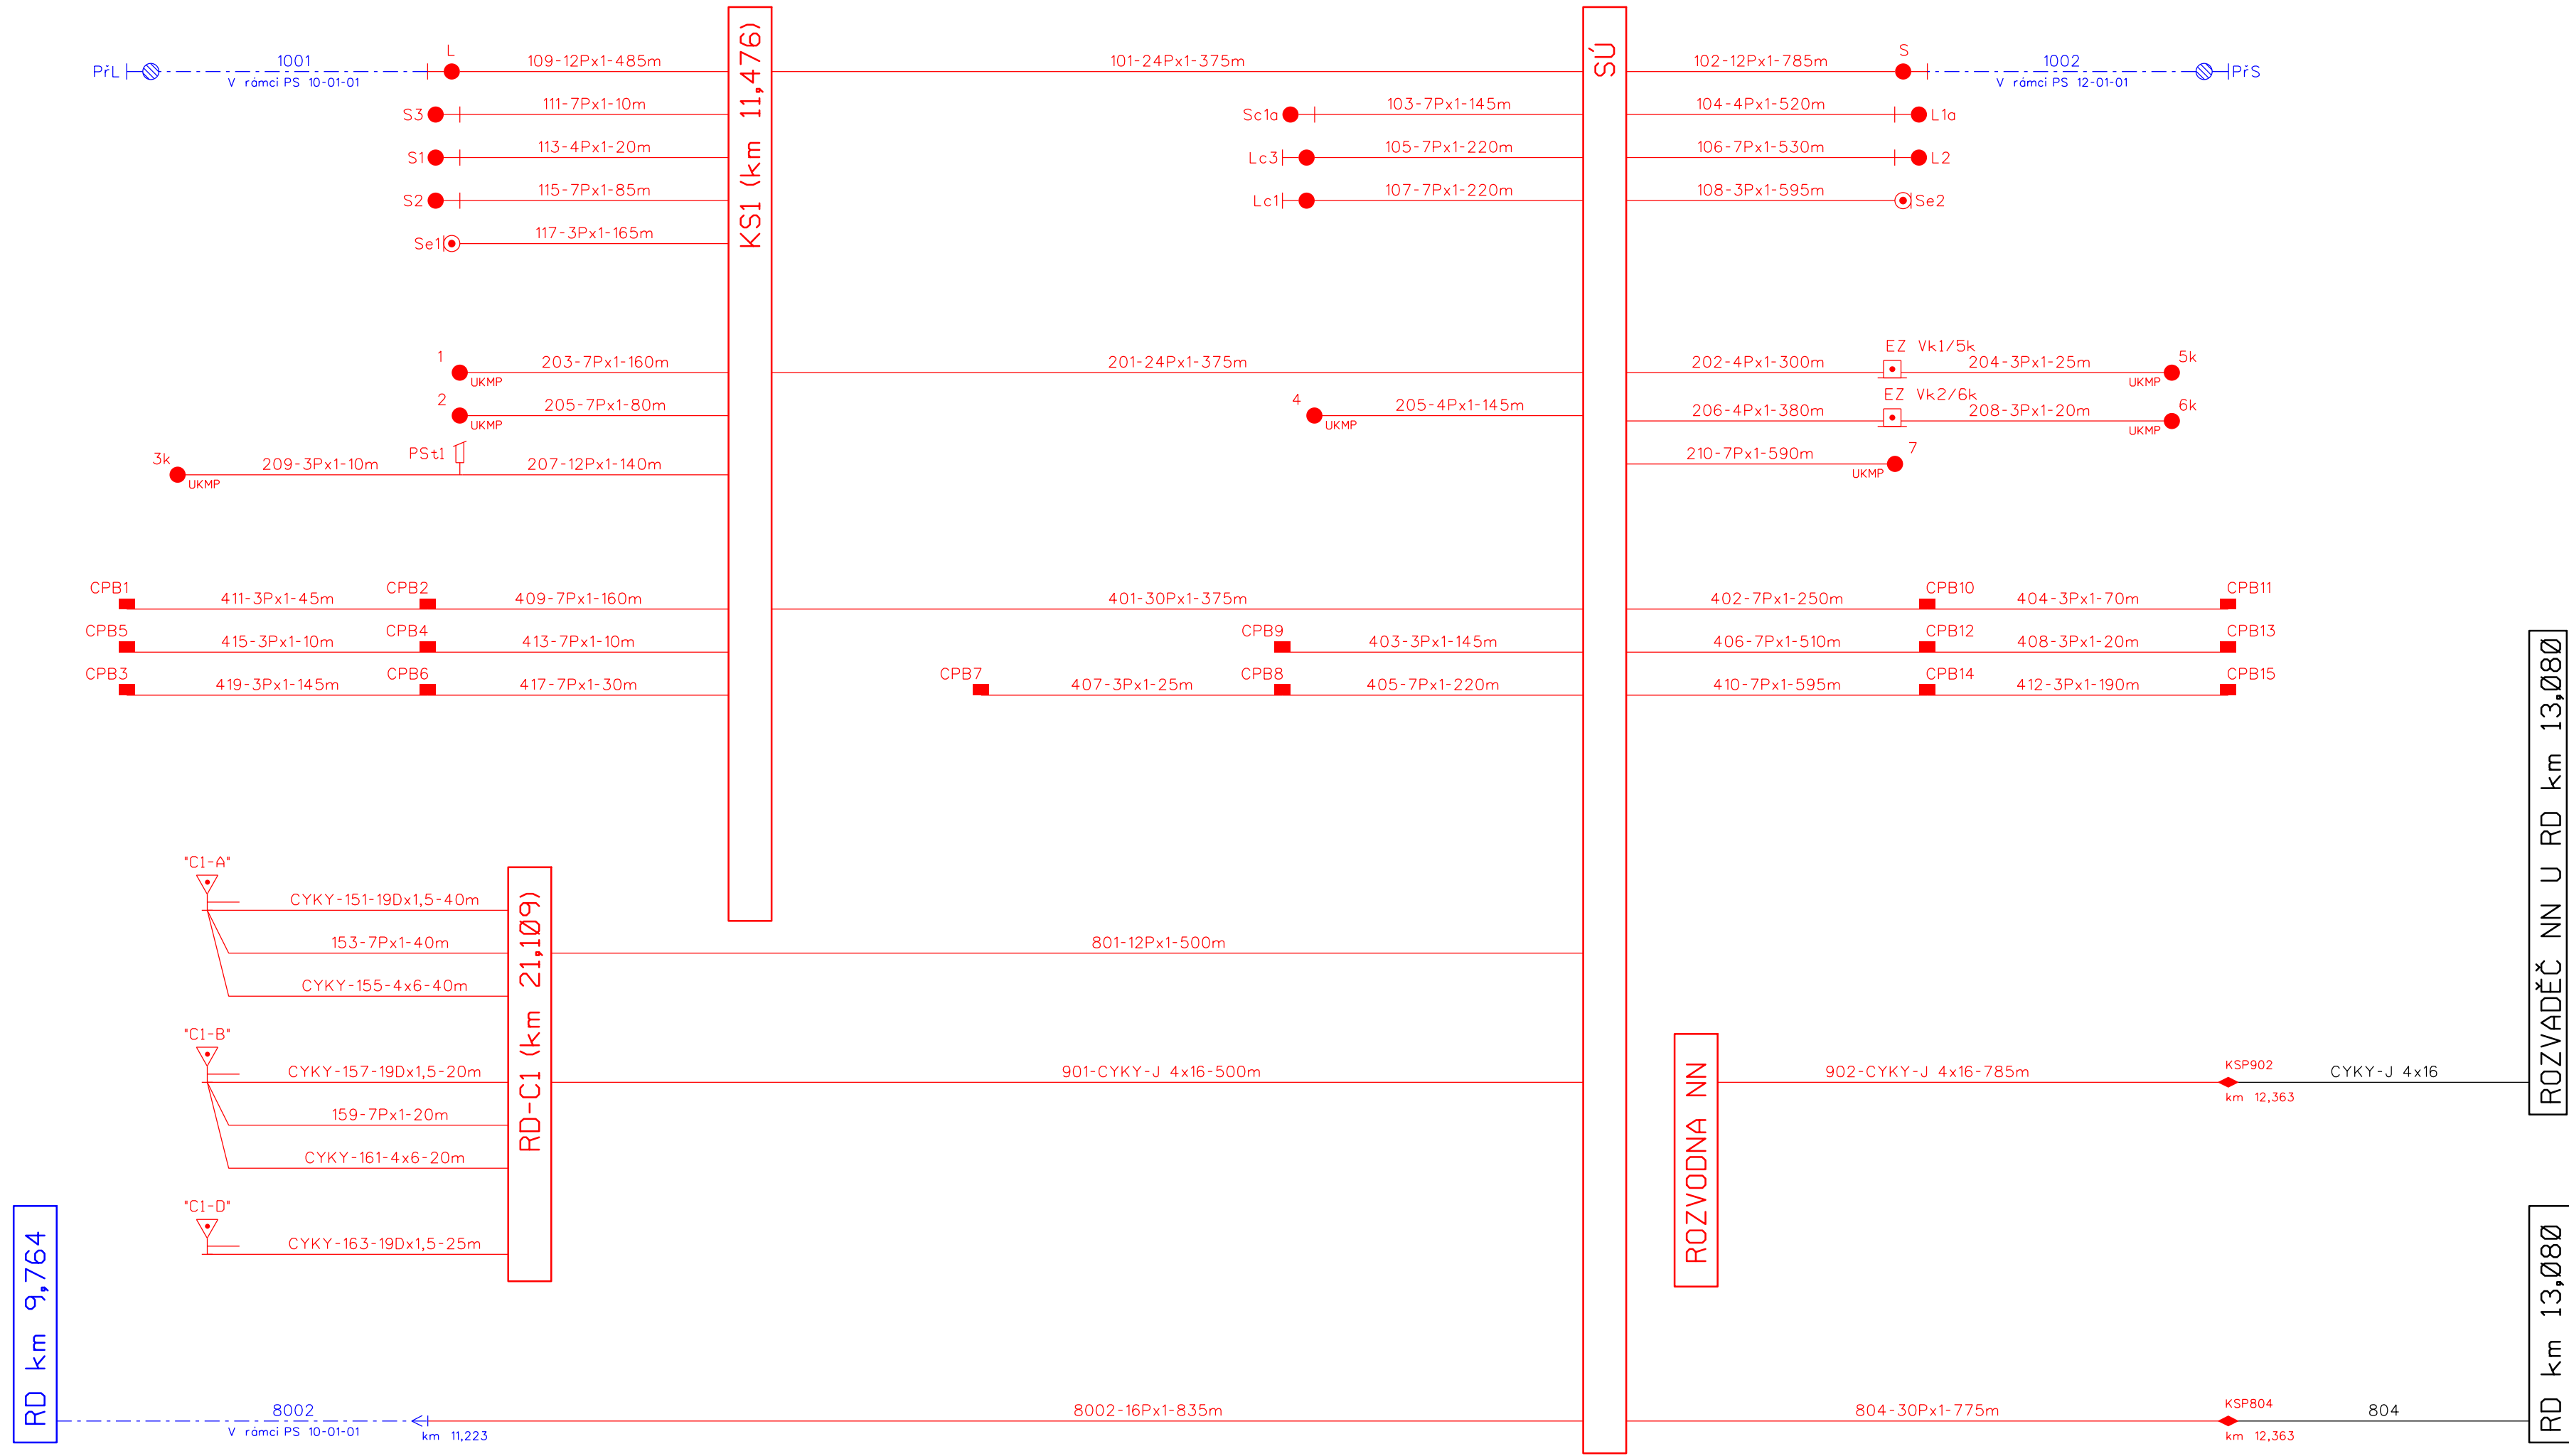 PřL
1001
V rámci PS 10-01-01
L
109-12Px1-485m
KS1 (km 11,476)
101-24Px1-375m
SÚ
102-12Px1-785m
S
1002
V rámci PS 12-01-01
PřS
S3
111-7Px1-10m
Sc1a
103-7Px1-145m
104-4Px1-520m
L1a
S1
113-4Px1-20m
Lc3
105-7Px1-220m
106-7Px1-530m
L2
S2
115-7Px1-85m
Lc1
107-7Px1-220m
108-3Px1-595m
Se2
Se1
117-3Px1-165m
1
UKMP
203-7Px1-160m
201-24Px1-375m
202-4Px1-300m
EZ Vk1/5k
204-3Px1-25m
5k
UKMP
2
UKMP
205-7Px1-80m
4
UKMP
205-4Px1-145m
206-4Px1-380m
EZ Vk2/6k
208-3Px1-20m
6k
UKMP
3k
UKMP
209-3Px1-10m
PSt1
207-12Px1-140m
210-7Px1-590m
7
UKMP
CPB1
411-3Px1-45m
CPB2
409-7Px1-160m
401-30Px1-375m
402-7Px1-250m
CPB10
404-3Px1-70m
CPB11
CPB5
415-3Px1-10m
CPB4
413-7Px1-10m
CPB9
403-3Px1-145m
406-7Px1-510m
CPB12
408-3Px1-20m
CPB13
CPB3
419-3Px1-145m
CPB6
417-7Px1-30m
CPB7
407-3Px1-25m
CPB8
405-7Px1-220m
410-7Px1-595m
CPB14
412-3Px1-190m
CPB15
ROZVADĚČ NN U RD km 13,080
"C1-A"
CYKY-151-19Dx1,5-40m
RD-C1 (km 21,109)
153-7Px1-40m
801-12Px1-500m
CYKY-155-4x6-40m
"C1-B"
CYKY-157-19Dx1,5-20m
901-CYKY-J 4x16-500m
ROZVODNA NN
902-CYKY-J 4x16-785m
KSP902
km 12,363
CYKY-J 4x16
159-7Px1-20m
CYKY-161-4x6-20m
"C1-D"
CYKY-163-19Dx1,5-25m
RD km 9,764
8002
V rámci PS 10-01-01
km 11,223
8002-16Px1-835m
804-30Px1-775m
KSP804
km 12,363
804
RD km 13,080